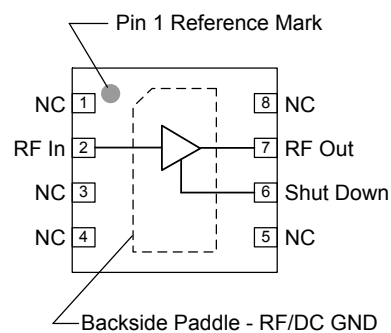 Pin 1 Reference Mark
NC 1 8 NC
RF In 2 7 RF Out
NC 3 6 Shut Down
NC 4 5 NC
Backside Paddle - RF/DC GND